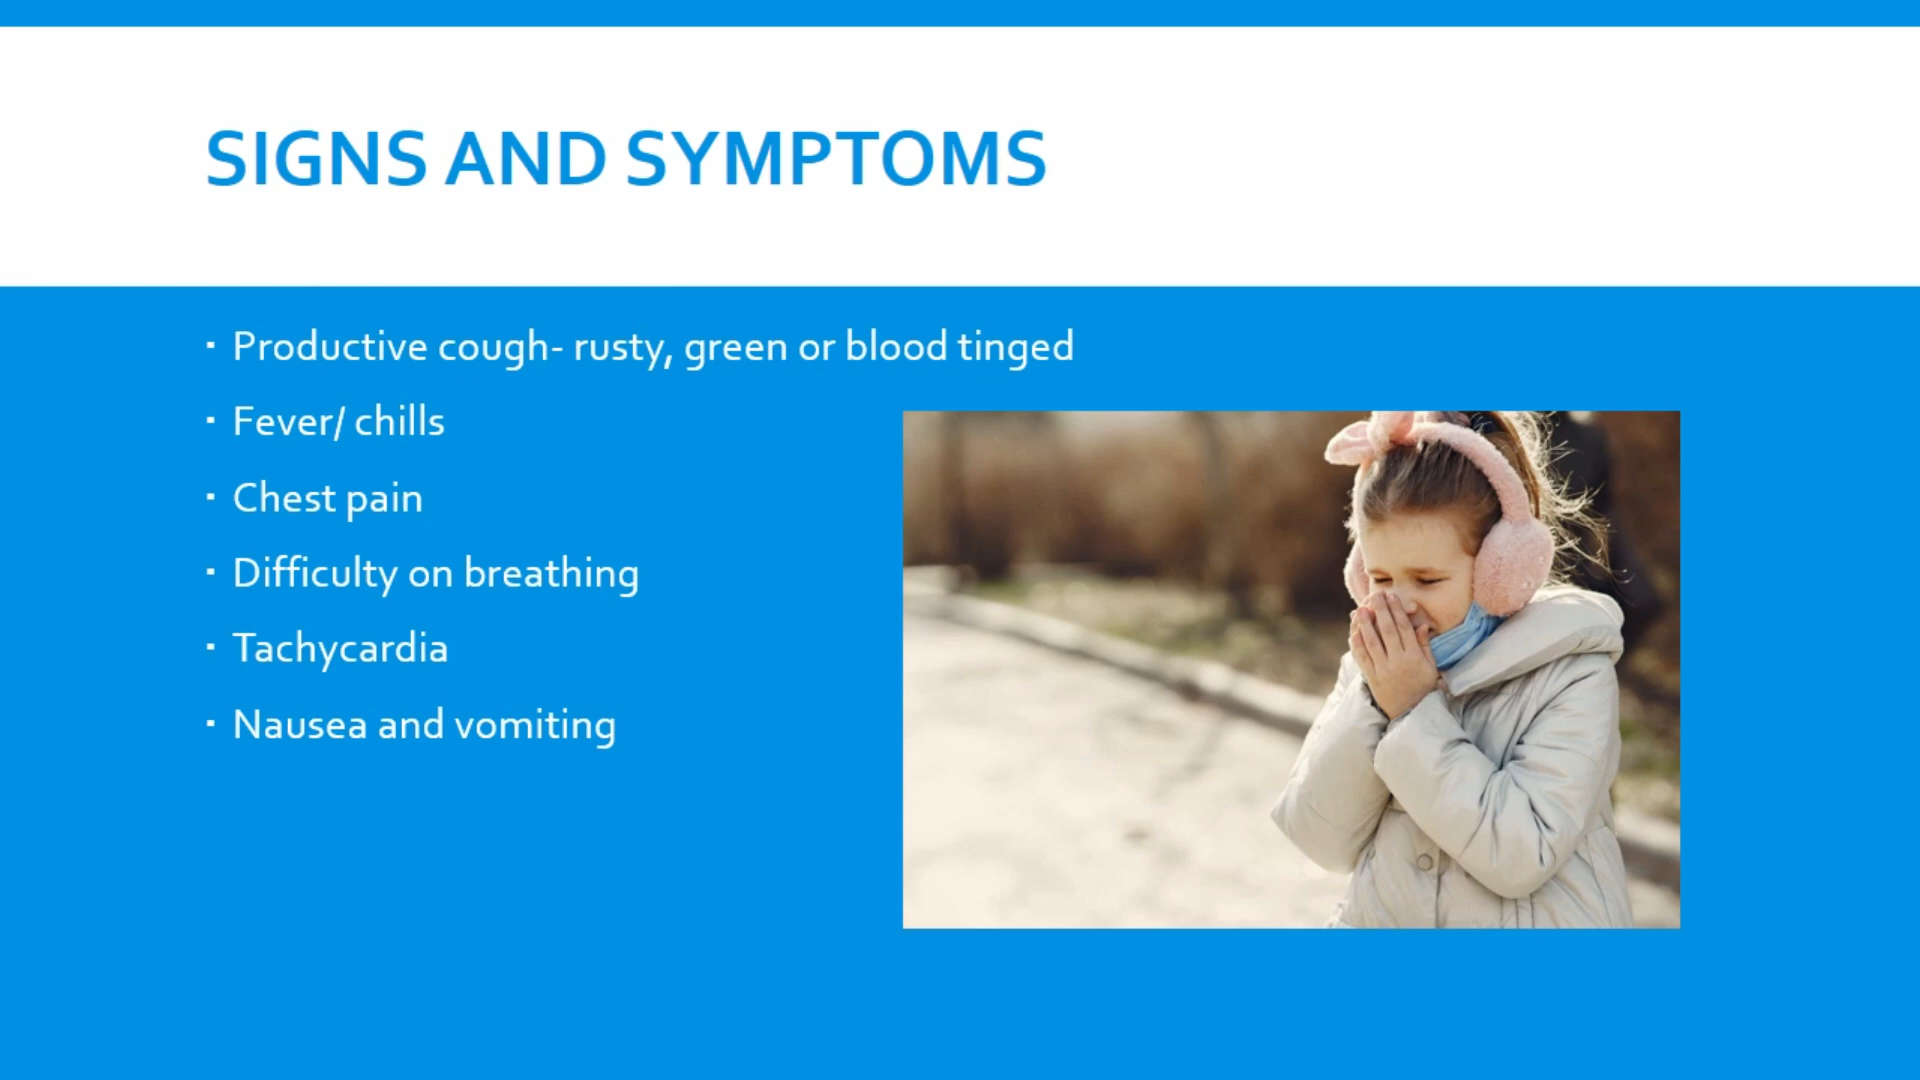 SIGNS AND SYMPTOMS
▪ Productive cough- rusty, green or blood tinged
▪ Fever/ chills
▪ Chest pain
▪ Difficulty on breathing
▪ Tachycardia
▪ Nausea and vomiting